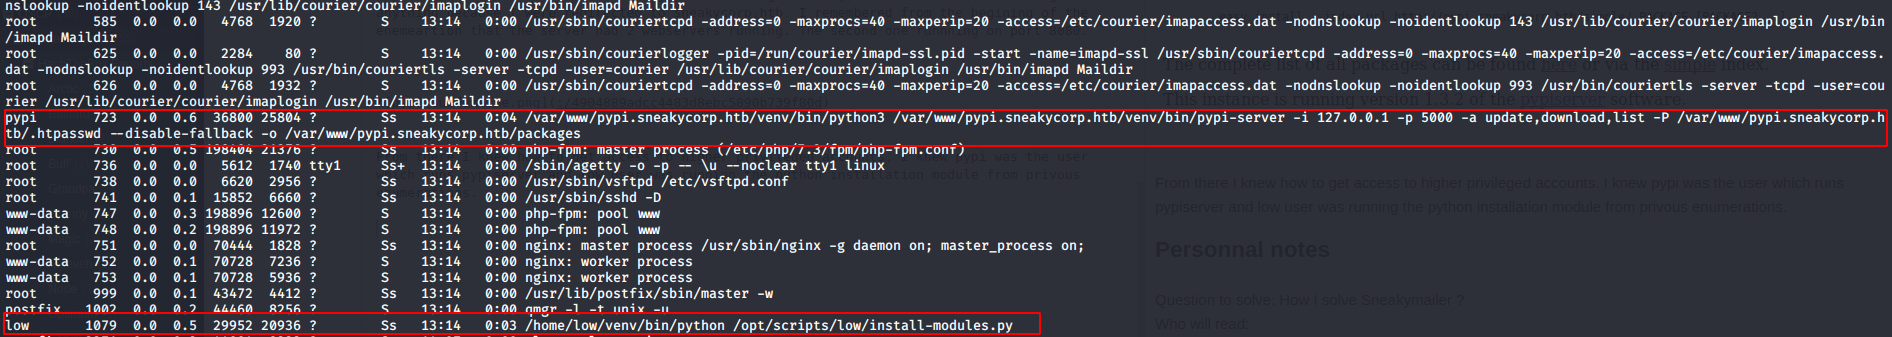 nslookup -noidentlookup 143 /usr/lib/courier/courier/imaplogin /usr/bin/imapd Maildir
root       585  0.0  0.0   4768  1920 ?        S    13:14   0:00 /usr/sbin/couriertcpd -address=0 -maxprocs=40 -maxperip=20 -access=/etc/courier/imapaccess.dat -nodnslookup -noidentlookup 143 /usr/lib/courier/courier/imaplogin /usr/bin
/imapd Maildir
root       625  0.0  0.0   2284    80 ?        S    13:14   0:00 /usr/sbin/courierlogger -pid=/run/courier/imapd-ssl.pid -start -name=imapd-ssl /usr/sbin/couriertcpd -address=0 -maxprocs=40 -maxperip=20 -access=/etc/courier/imapaccess.
dat -nodnslookup -noidentlookup 993 /usr/bin/couriertls -server -tcpd -user=courier /usr/lib/courier/courier/imaplogin /usr/bin/imapd Maildir
root       626  0.0  0.0   4768  1932 ?        S    13:14   0:00 /usr/sbin/couriertcpd -address=0 -maxprocs=40 -maxperip=20 -access=/etc/courier/imapaccess.dat -nodnslookup -noidentlookup 993 /usr/bin/couriertls -server -tcpd -user=cou
rier /usr/lib/courier/courier/imaplogin /usr/bin/imapd Maildir
This instance is running version 1.3.2 of the pypiserver software.
pypi       723  0.0  0.6  36800 25804 ?        Ss   13:14   0:04 /var/www/pypi.sneakycorp.htb/venv/bin/python3 /var/www/pypi.sneakycorp.htb/venv/bin/pypi-server -i 127.0.0.1 -p 5000 -a update,download,list -P /var/www/pypi.sneakycorp.h
tb/.htpasswd --disable-fallback -o /var/www/pypi.sneakycorp.htb/packages
root       730  0.0  0.5 198404 21376 ?        Ss   13:14   0:00 php-fpm: master process (/etc/php/7.3/fpm/php-fpm.conf)
root       736  0.0  0.0   5612  1740 tty1     Ss+  13:14   0:00 /sbin/agetty -o -p -- \u --noclear tty1 linux
root       738  0.0  0.0   6620  2956 ?        Ss   13:14   0:00 /usr/sbin/vsftpd /etc/vsftpd.conf
root       741  0.0  0.1  15852  6660 ?        Ss   13:14   0:00 /usr/sbin/sshd -D
www-data   747  0.0  0.3 198896 12600 ?        S    13:14   0:00 php-fpm: pool www
www-data   748  0.0  0.2 198896 11972 ?        S    13:14   0:00 php-fpm: pool www
root       751  0.0  0.0  70444  1828 ?        Ss   13:14   0:00 nginx: master process /usr/sbin/nginx -g daemon on; master_process on;
www-data   752  0.0  0.1  70728  7236 ?        S    13:14   0:00 nginx: worker process
www-data   753  0.0  0.1  70728  5936 ?        S    13:14   0:00 nginx: worker process
root       999  0.0  0.1  43472  4412 ?        Ss   13:14   0:00 /usr/lib/postfix/sbin/master -w
postfix   1002  0.0  0.2  44460  8256 ?        S    13:14   0:00 qmgr -l -t unix -u
low       1079  0.0  0.5  29952 20936 ?        Ss   13:14   0:03 /home/low/venv/bin/python /opt/scripts/low/install-modules.py
From there I knew how to get access to higher privileged accounts. I knew pypi was the user which runs
pypiserver and low user was running the python installation module from privous enumerations.
Personnal notes
Question to solve: How I solve Sneakymailer ?
Who will read: